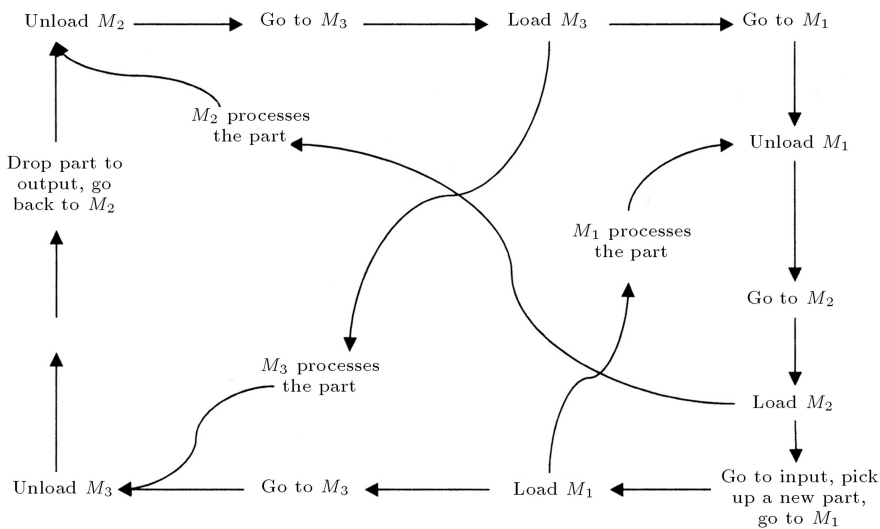 Unload M₂
Go to M₃
Load M₃
Go to M₁
M₂ processes
the part
Unload M₁
Drop part to
output, go
back to M₂
M₁ processes
the part
Go to M₂
M₃ processes
the part
Load M₂
Unload M₃
Go to M₃
Load M₁
Go to input, pick
up a new part,
go to M₁